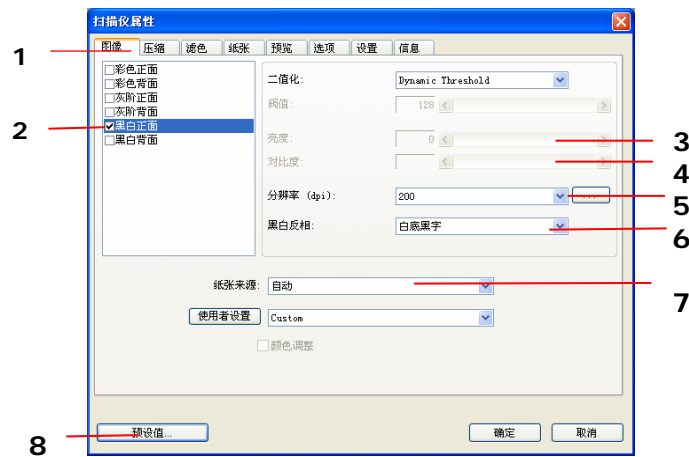 扫描仪属性
图像 压缩 滤色 纸张 预览 选项 设置 信息
1
彩色正面
彩色背面
灰阶正面
灰阶背面
黑白正面
黑白背面
2
二值化: Dynamic Threshold
阀值: 128
亮度: 0
3
对比度:
4
分辨率 (dpi): 200
5
黑白反相: 白底黑字
6
纸张来源: 自动
7
使用者设置 Custom
颜色调整
预设值...
8
确定 取消